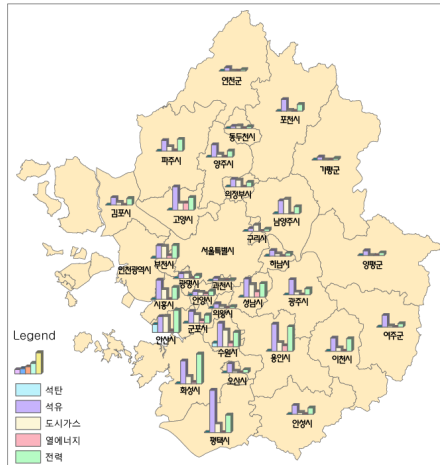 연천군
포천시
동두천시
파주시
양주시
가평군
의정부시
김포시
고양시
남양주시
구리시
서울특별시
인천광역시
부천시
하남시
양평군
광명시
과천시
안양시
성남시
광주시
시흥시
의왕시
군포시
안산시
수원시
용인시
이천시
여주군
화성시
오산시
안성시
평택시
Legend
석탄
석유
도시가스
열에너지
전력